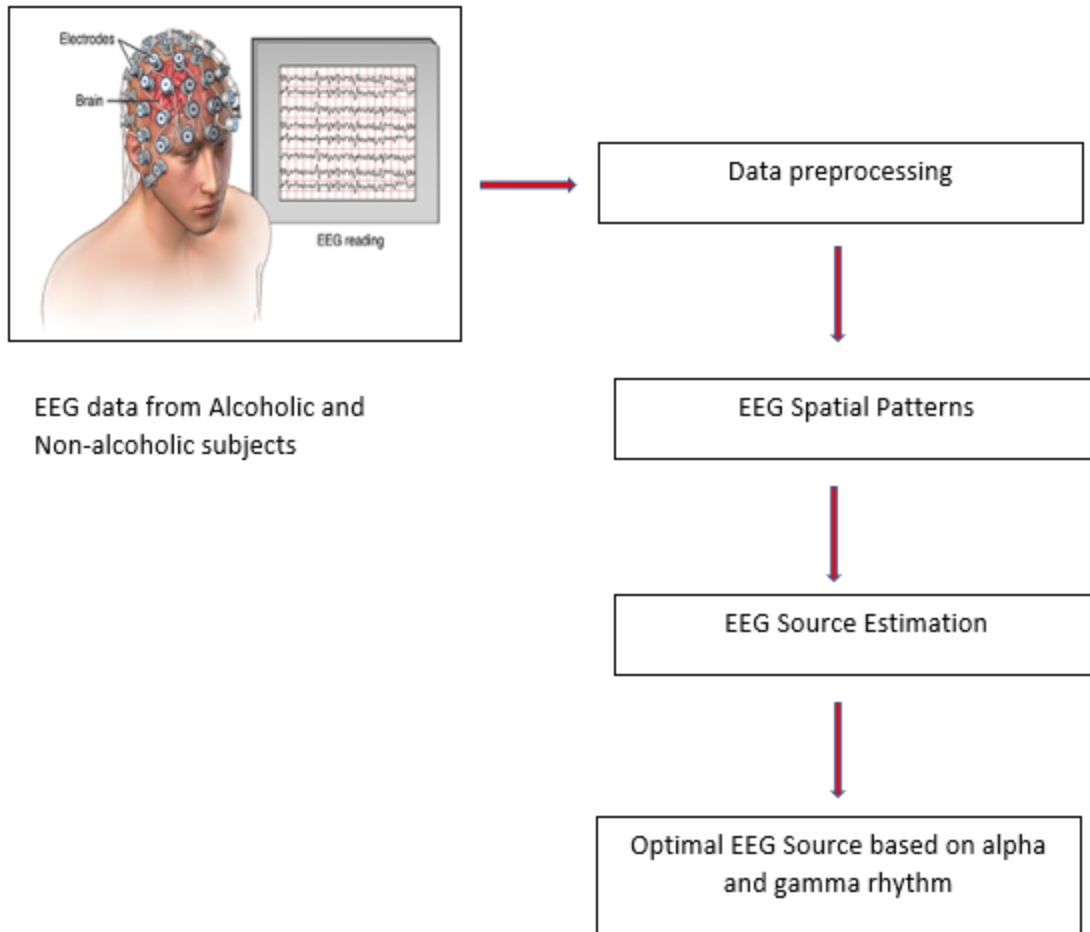 Electrodes
Brain
EEG reading
EEG data from Alcoholic and
Non-alcoholic subjects
Data preprocessing
EEG Spatial Patterns
EEG Source Estimation
Optimal EEG Source based on alpha
and gamma rhythm